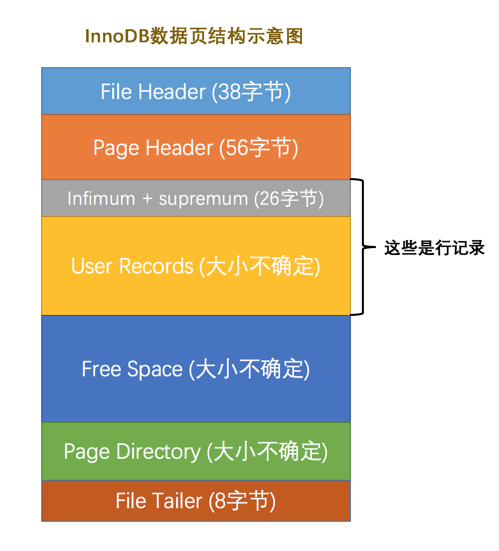 InnoDB数据页结构示意图
File Header (38字节)
Page Header (56字节)
Infimum + supremum (26字节)
User Records (大小不确定)
这些是行记录
Free Space (大小不确定)
Page Directory (大小不确定)
File Tailer (8字节)